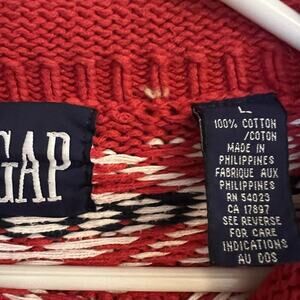 GAP
L
100% COTTON
/COTON
MADE IN
PHILIPPINES
FABRIQUE AUX
PHILIPPINES
RN 54023
CA 17897
SEE REVERSE
FOR CARE
INDICATIONS
AU DOS